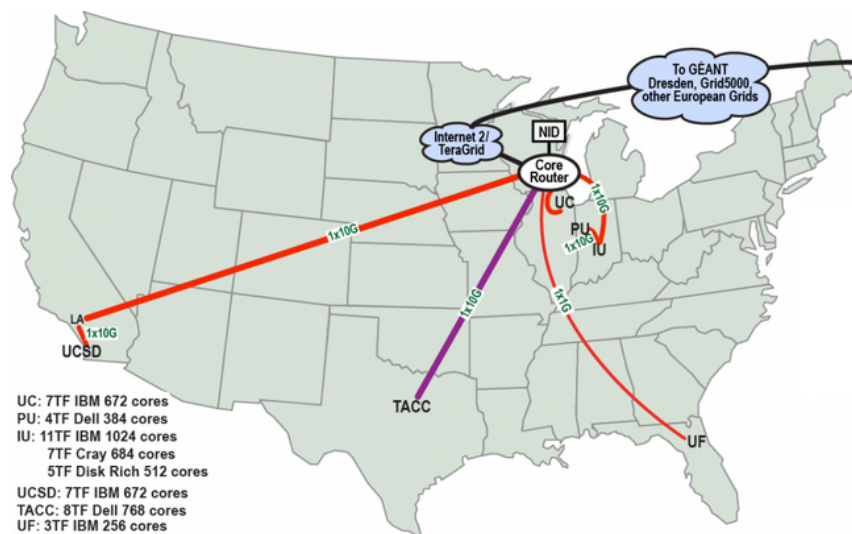 To GÉANT
Dresden, Grid5000,
other European Grids
Internet 2/
TeraGrid
NID
Core
Router
UC
1x10G
PU
1x10G
IU
1x10G
1x10G
1x1G
LA
1x10G
UCSD
TACC
UF
UC: 7TF IBM 672 cores
PU: 4TF Dell 384 cores
IU: 11TF IBM 1024 cores
7TF Cray 684 cores
5TF Disk Rich 512 cores
UCSD: 7TF IBM 672 cores
TACC: 8TF Dell 768 cores
UF: 3TF IBM 256 cores